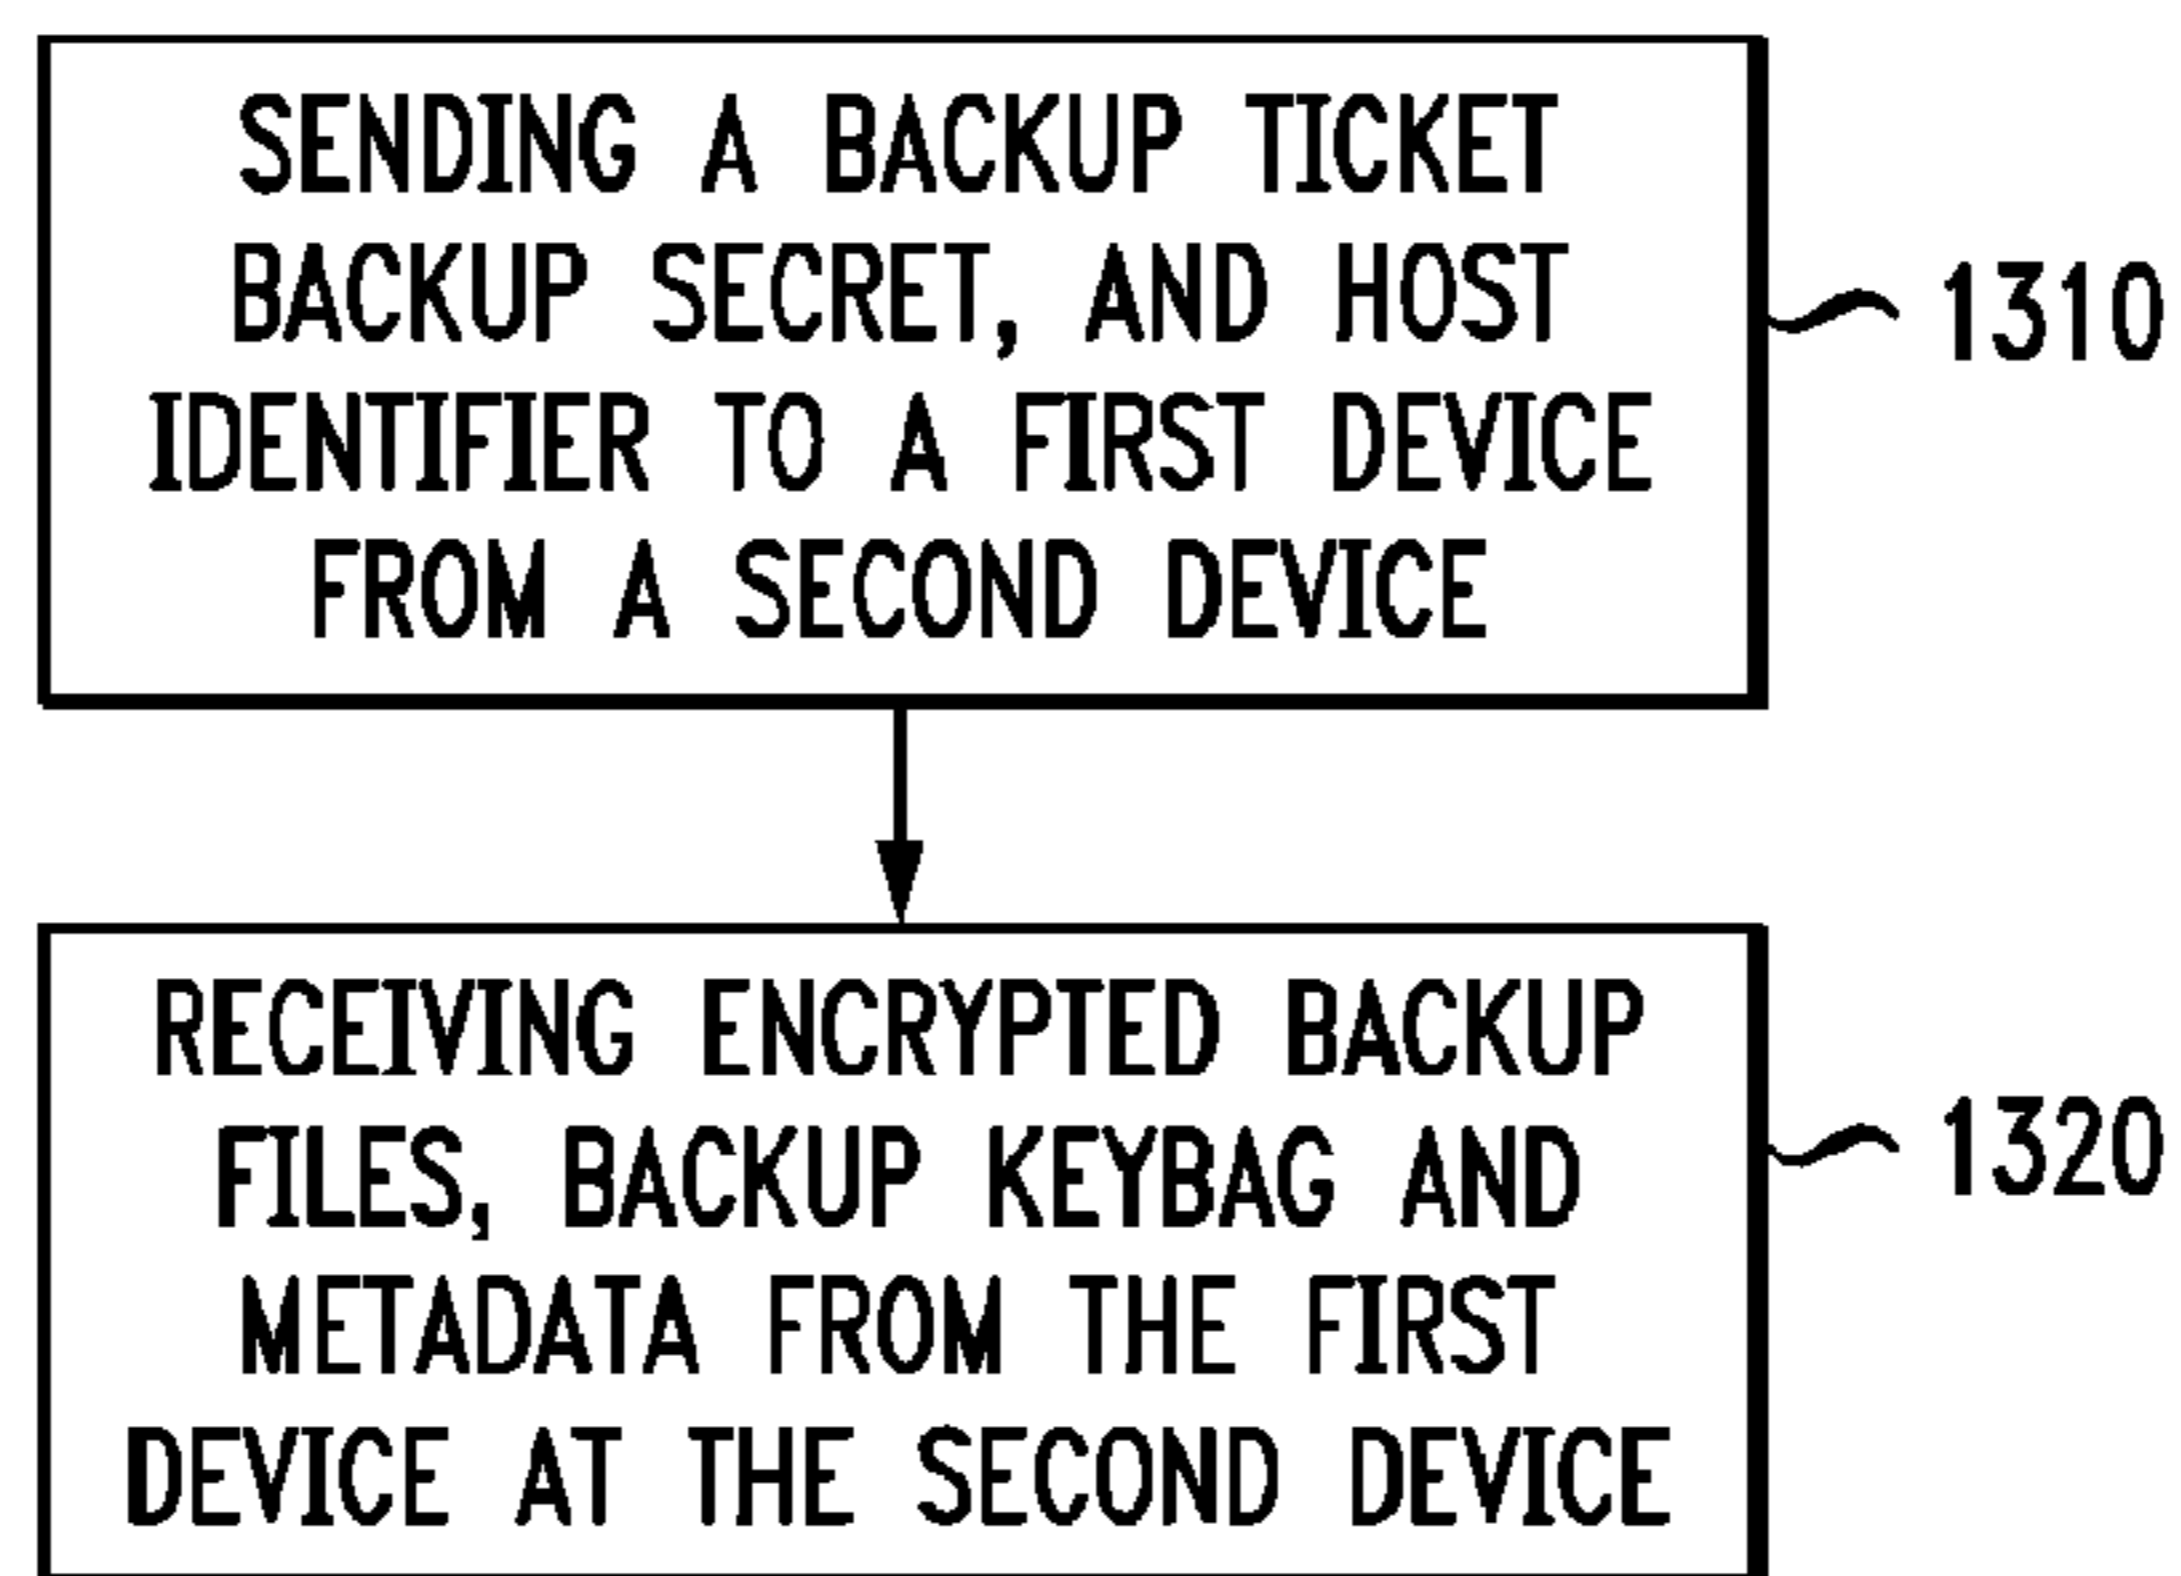 SENDING A BACKUP TICKET
BACKUP SECRET, AND HOST
IDENTIFIER TO A FIRST DEVICE
FROM A SECOND DEVICE
1310
RECEIVING ENCRYPTED BACKUP
FILES, BACKUP KEYBAG AND
METADATA FROM THE FIRST
DEVICE AT THE SECOND DEVICE
1320